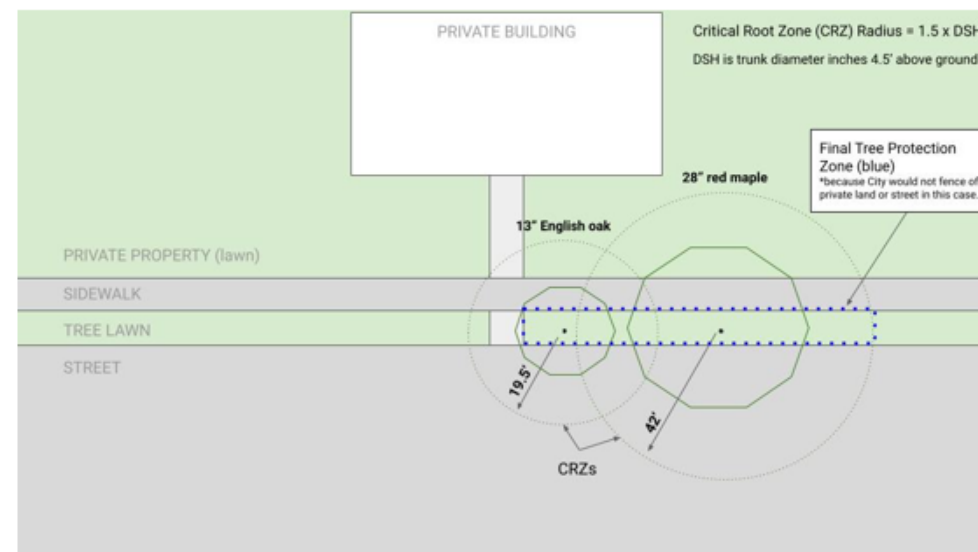 PRIVATE BUILDING
Critical Root Zone (CRZ) Radius = 1.5 x DSH
DSH is trunk diameter inches 4.5' above ground
Final Tree Protection
Zone (blue)
*because City would not fence of
private land or street in this case.
28" red maple
13" English oak
PRIVATE PROPERTY (lawn)
SIDEWALK
TREE LAWN
STREET
19.5'
42'
CRZs